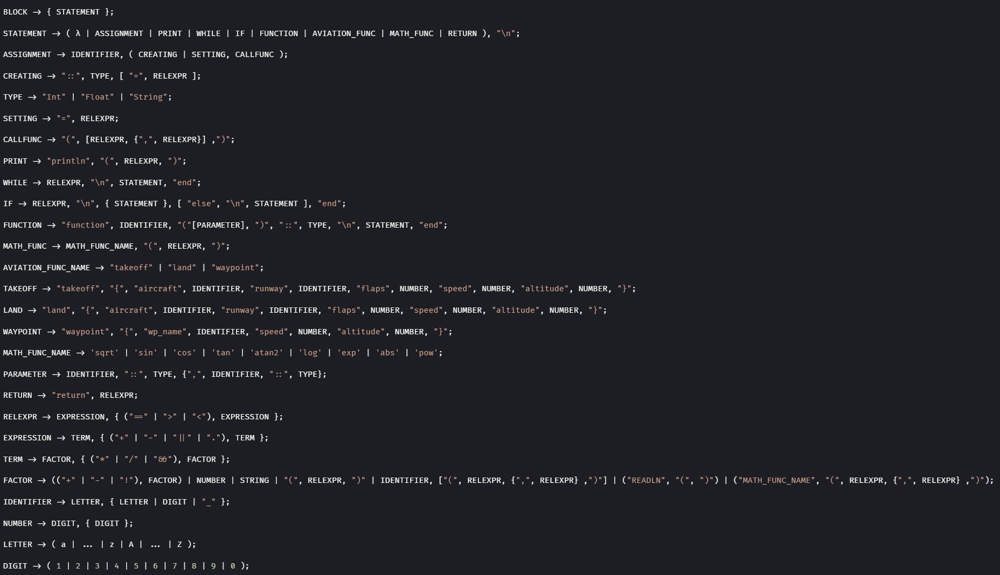 BLOCK → { STATEMENT };
STATEMENT → ( λ | ASSIGNMENT | PRINT | WHILE | IF | FUNCTION | AVIATION_FUNC | MATH_FUNC | RETURN ), "\n";
ASSIGNMENT → IDENTIFIER, ( CREATING | SETTING, CALLFUNC );
CREATING → "::", TYPE, [ "=", RELEXPR ];
TYPE → "Int" | "Float" | "String";
SETTING → "=", RELEXPR;
CALLFUNC → "(", [RELEXPR, {",", RELEXPR}] ,")";
PRINT → "println", "(", RELEXPR, ")";
WHILE → RELEXPR, "\n", STATEMENT, "end";
IF → RELEXPR, "\n", { STATEMENT }, [ "else", "\n", STATEMENT ], "end";
FUNCTION → "function", IDENTIFIER, "("[PARAMETER], ")", "::", TYPE, "\n", STATEMENT, "end";
MATH_FUNC → MATH_FUNC_NAME, "(", RELEXPR, ")";
AVIATION_FUNC_NAME → "takeoff" | "land" | "waypoint";
TAKEOFF → "takeoff", "{", "aircraft", IDENTIFIER, "runway", IDENTIFIER, "flaps", NUMBER, "speed", NUMBER, "altitude", NUMBER, "}";
LAND → "land", "{", "aircraft", IDENTIFIER, "runway", IDENTIFIER, "flaps", NUMBER, "speed", NUMBER, "altitude", NUMBER, "}";
WAYPOINT → "waypoint", "{", "wp_name", IDENTIFIER, "speed", NUMBER, "altitude", NUMBER, "}";
MATH_FUNC_NAME → 'sqrt' | 'sin' | 'cos' | 'tan' | 'atan2' | 'log' | 'exp' | 'abs' | 'pow';
PARAMETER → IDENTIFIER, "::", TYPE, {",", IDENTIFIER, "::", TYPE};
RETURN → "return", RELEXPR;
RELEXPR → EXPRESSION, { ("==" | ">" | "<"), EXPRESSION };
EXPRESSION → TERM, { ("+" | "-" | "||" | "."), TERM };
TERM → FACTOR, { ("*" | "/" | "&&"), FACTOR };
FACTOR → (("+" | "-" | "!"), FACTOR) | NUMBER | STRING | "(", RELEXPR, ")" | IDENTIFIER, ["(", RELEXPR, {",", RELEXPR} ,")"] | ("READLN", "(", ")") | ("MATH_FUNC_NAME", "(", RELEXPR, {",", RELEXPR} ,")");
IDENTIFIER → LETTER, { LETTER | DIGIT | "_" };
NUMBER → DIGIT, { DIGIT };
LETTER → ( a | ... | z | A | ... | Z );
DIGIT → ( 1 | 2 | 3 | 4 | 5 | 6 | 7 | 8 | 9 | 0 );